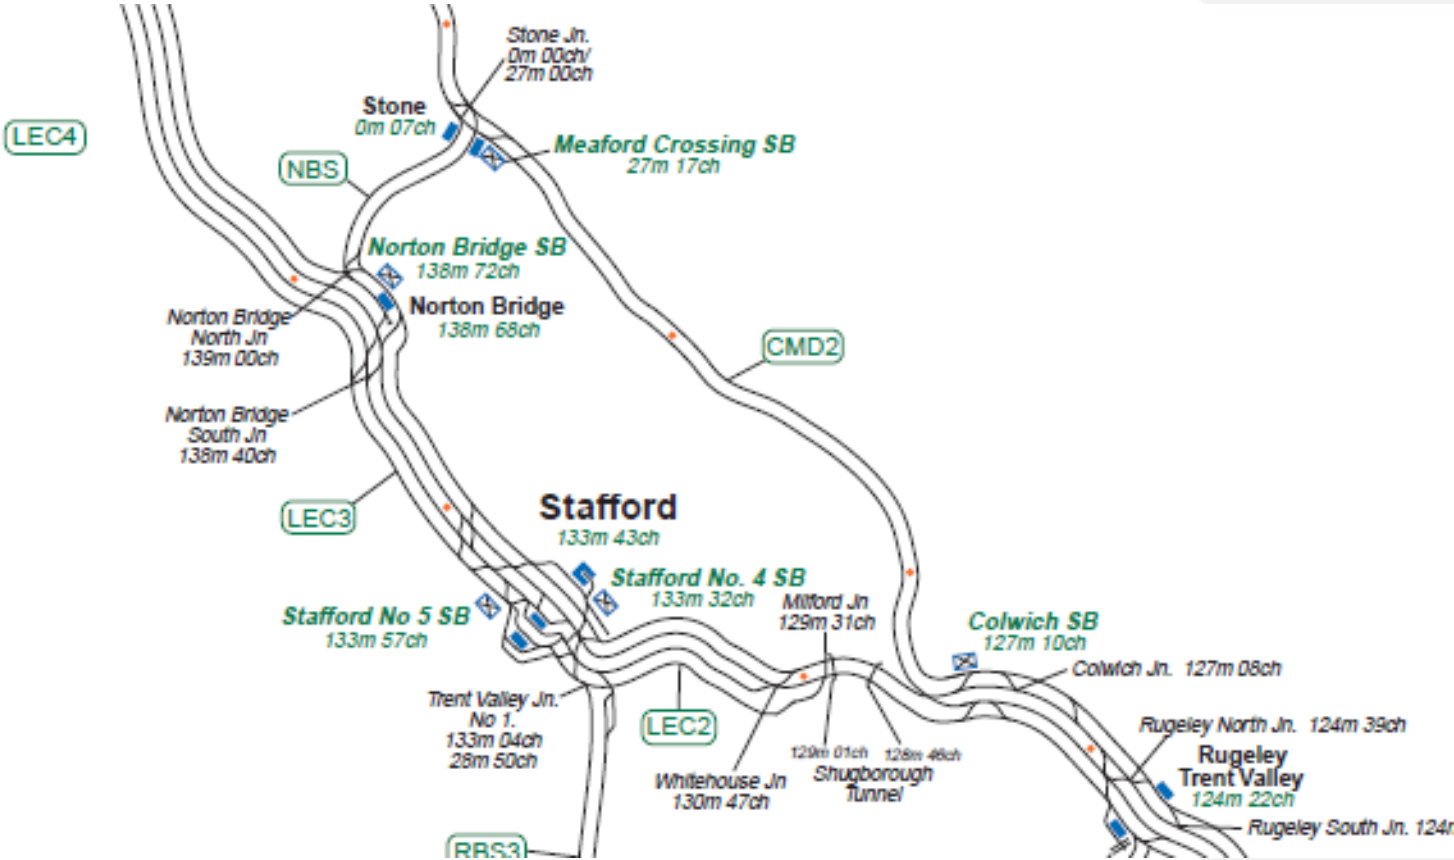 Stone Jn.
0m 00ch/
27m 00ch
Stone
0m 07ch
LEC4
Meaford Crossing SB
27m 17ch
NBS
Norton Bridge SB
138m 72ch
Norton Bridge
138m 68ch
Norton Bridge
North Jn
139m 00ch
CMD2
Norton Bridge
South Jn
138m 40ch
LEC3
Stafford
133m 43ch
Stafford No. 4 SB
133m 32ch
Stafford No 5 SB
133m 57ch
Milford Jn
129m 31ch
Colwich SB
127m 10ch
Colwich Jn. 127m 08ch
Trent Valley Jn.
No 1.
133m 04ch
28m 50ch
LEC2
Rugeley North Jn. 124m 39ch
129m 01ch
128m 46ch
Shugborough
Tunnel
Whitehouse Jn
130m 47ch
Rugeley
Trent Valley
124m 22ch
Rugeley South Jn.
RBS3